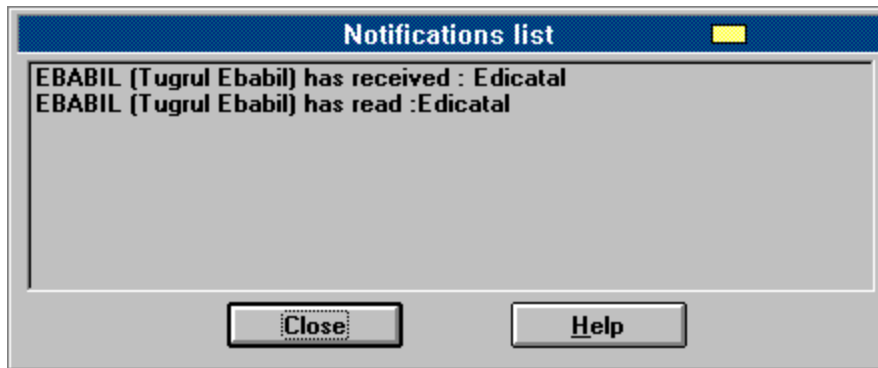 Notifications list
EBABIL (Tugrul Ebabil) has received : Edicatal
EBABIL (Tugrul Ebabil) has read :Edicatal
Close
Help